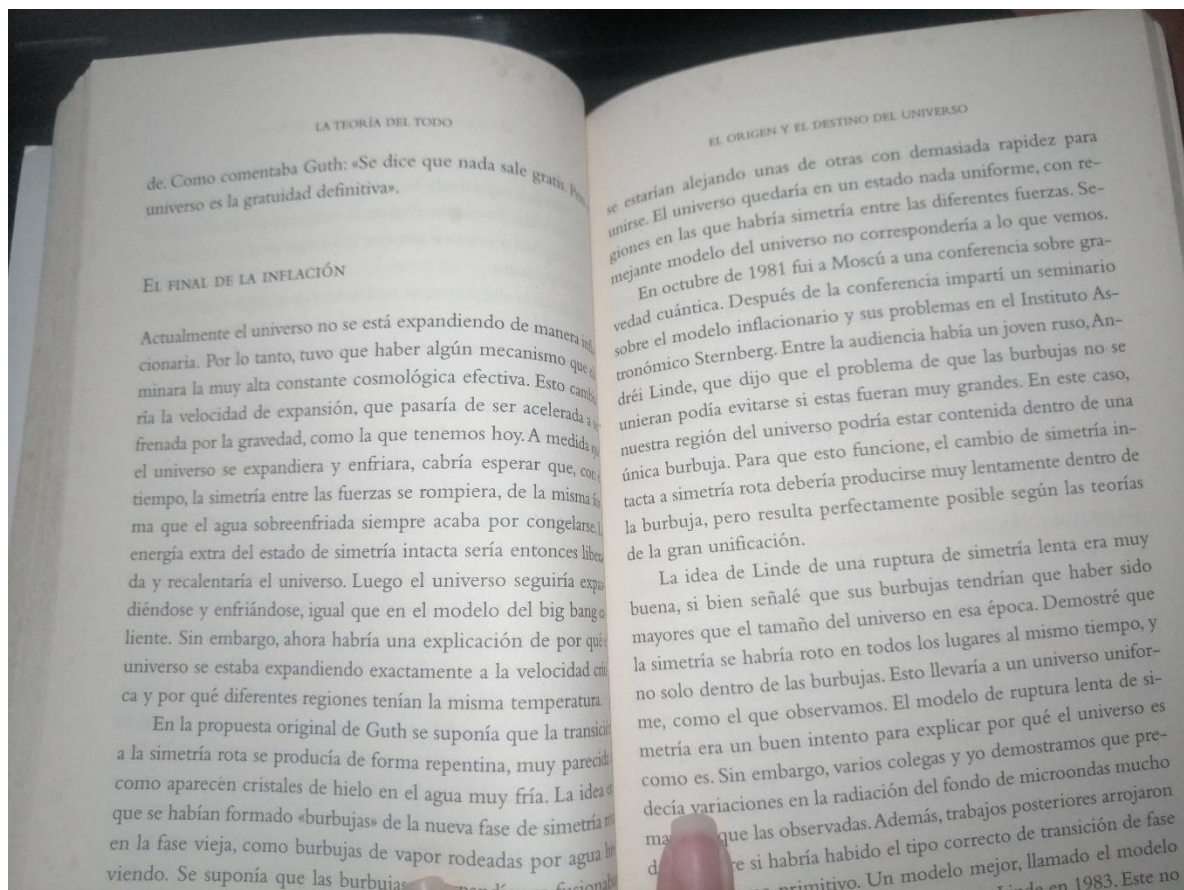 LA TEORÍA DEL TODO
de. Como comentaba Guth: «Se dice que nada sale gratis.
universo es la gratuidad definitiva».
EL FINAL DE LA INFLACIÓN
Actualmente el universo no se está expandiendo de manera infla
cionaria. Por lo tanto, tuvo que haber algún mecanismo que
minara la muy alta constante cosmológica efectiva. Esto
ría la velocidad de expansión, que pasaría de ser acelerada a
frenada por la gravedad, como la que tenemos hoy. A medida
el universo se expandiera y enfriara, cabría esperar que, con
tiempo, la simetría entre las fuerzas se rompiera, de la misma
ma que el agua sobreenfriada siempre acaba por congelarse.
energía extra del estado de simetría intacta sería entonces
da y recalentaría el universo. Luego el universo seguiría
diéndose y enfriándose, igual que en el modelo del big bang
liente. Sin embargo, ahora habría una explicación de por qué
universo se estaba expandiendo exactamente a la velocidad
ca y por qué diferentes regiones tenían la misma temperatura.
En la propuesta original de Guth se suponía que la
a la simetría rota se producía de forma repentina, muy
como aparecen cristales de hielo en el agua muy fría. La idea
que se habían formado «burbujas» de la nueva fase de simetría
en la fase vieja, como burbujas de vapor rodeadas por agua
viendo. Se suponía que las burbujas
EL ORIGEN Y EL DESTINO DEL UNIVERSO
se estarían alejando unas de otras con demasiada rapidez para
unirse. El universo quedaría en un estado nada uniforme, con re-
giones en las que habría simetría entre las diferentes fuerzas. Se-
mejante modelo del universo no correspondería a lo que vemos.
En octubre de 1981 fui a Moscú a una conferencia sobre gra-
vedad cuántica. Después de la conferencia impartí un seminario
sobre el modelo inflacionario y sus problemas en el Instituto As-
tronómico Sternberg. Entre la audiencia había un joven ruso, An-
dréi Linde, que dijo que el problema de que las burbujas no se
unieran podía evitarse si estas fueran muy grandes. En este caso,
nuestra región del universo podría estar contenida dentro de una
única burbuja. Para que esto funcione, el cambio de simetría in-
tacta a simetría rota debería producirse muy lentamente dentro de
la burbuja, pero resulta perfectamente posible según las teorías
de la gran unificación.
La idea de Linde de una ruptura de simetría lenta era muy
buena, si bien señalé que sus burbujas tendrían que haber sido
mayores que el tamaño del universo en esa época. Demostré que
la simetría se habría roto en todos los lugares al mismo tiempo, y
no solo dentro de las burbujas. Esto llevaría a un universo unifor-
me, como el que observamos. El modelo de ruptura lenta de si-
metría era un buen intento para explicar por qué el universo es
como es. Sin embargo, varios colegas y yo demostramos que pre-
decía variaciones en la radiación del fondo de microondas mucho
que las observadas. Además, trabajos posteriores arrojaron
si habría habido el tipo correcto de transición de fase
primitivo. Un modelo mejor, llamado el modelo
en 1983. Este no